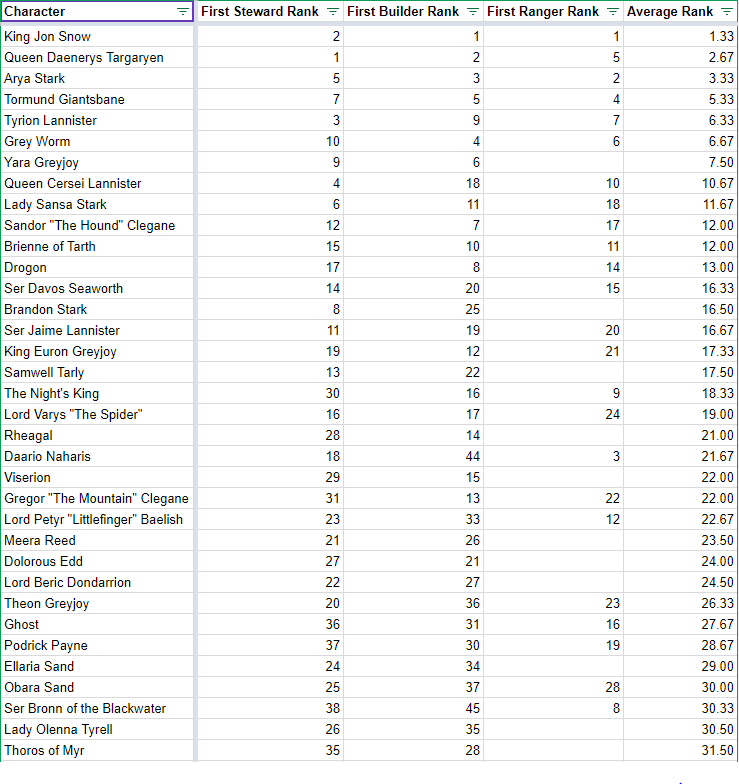 Character First Steward Rank First Builder Rank First Ranger Rank Average Rank
King Jon Snow 2 1 1 1.33
Queen Daenerys Targaryen 1 2 5 2.67
Arya Stark 5 3 2 3.33
Tormund Giantsbane 7 5 4 5.33
Tyrion Lannister 3 9 7 6.33
Grey Worm 10 4 6 6.67
Yara Greyjoy 9 6 7.50
Queen Cersei Lannister 4 18 10 10.67
Lady Sansa Stark 6 11 18 11.67
Sandor "The Hound" Clegane 12 7 17 12.00
Brienne of Tarth 15 10 11 12.00
Drogon 17 8 14 13.00
Ser Davos Seaworth 14 20 15 16.33
Brandon Stark 8 25 16.50
Ser Jaime Lannister 11 19 20 16.67
King Euron Greyjoy 19 12 21 17.33
Samwell Tarly 13 22 17.50
The Night's King 30 16 9 18.33
Lord Varys "The Spider" 16 17 24 19.00
Rheagal 28 14 21.00
Daario Naharis 18 44 3 21.67
Viserion 29 15 22.00
Gregor "The Mountain" Clegane 31 13 22 22.00
Lord Petyr "Littlefinger" Baelish 23 33 12 22.67
Meera Reed 21 26 23.50
Dolorous Edd 27 21 24.00
Lord Beric Dondarrion 22 27 24.50
Theon Greyjoy 20 36 23 26.33
Ghost 36 31 16 27.67
Podrick Payne 37 30 19 28.67
Ellaria Sand 24 34 29.00
Obara Sand 25 37 28 30.00
Ser Bronn of the Blackwater 38 45 8 30.33
Lady Olenna Tyrell 26 35 30.50
Thoros of Myr 35 28 31.50